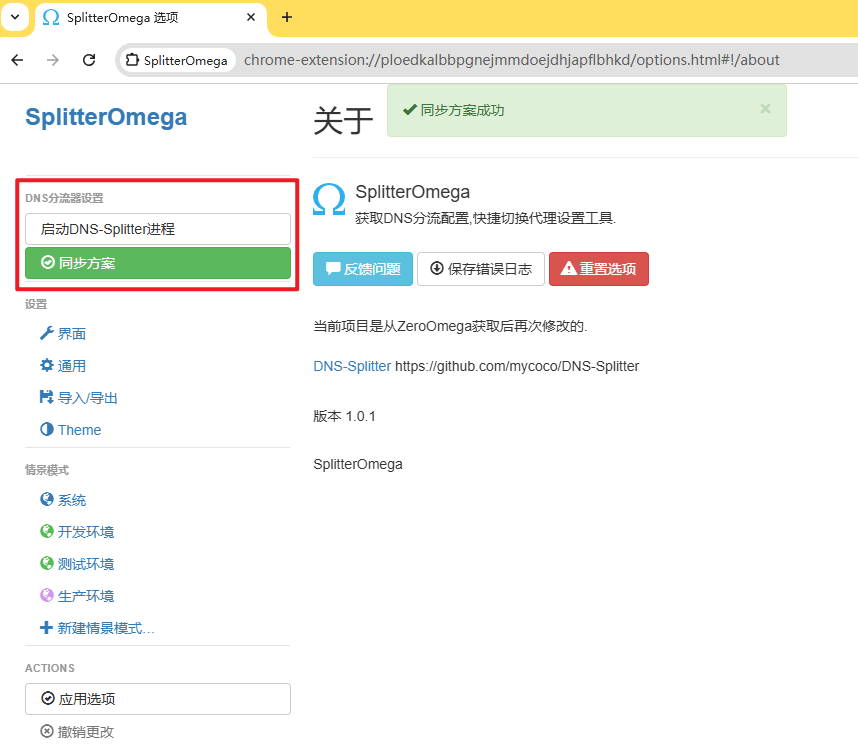 SplitterOmega 选项
SplitterOmega
chrome-extension://ploedkalbbpgnejmmdoejdhjapflbhkd/options.html#!/about
SplitterOmega
DNS分流器设置
启动DNS-Splitter进程
同步方案
设置
界面
通用
导入/导出
Theme
情景模式
系统
开发环境
测试环境
生产环境
新建情景模式...
ACTIONS
应用选项
撤销更改
关于
同步方案成功
×
SplitterOmega
获取DNS分流配置,快捷切换代理设置工具.
反馈问题
保存错误日志
重置选项
当前项目是从ZeroOmega获取后再次修改的.
DNS-Splitter https://github.com/mycoco/DNS-Splitter
版本 1.0.1
SplitterOmega